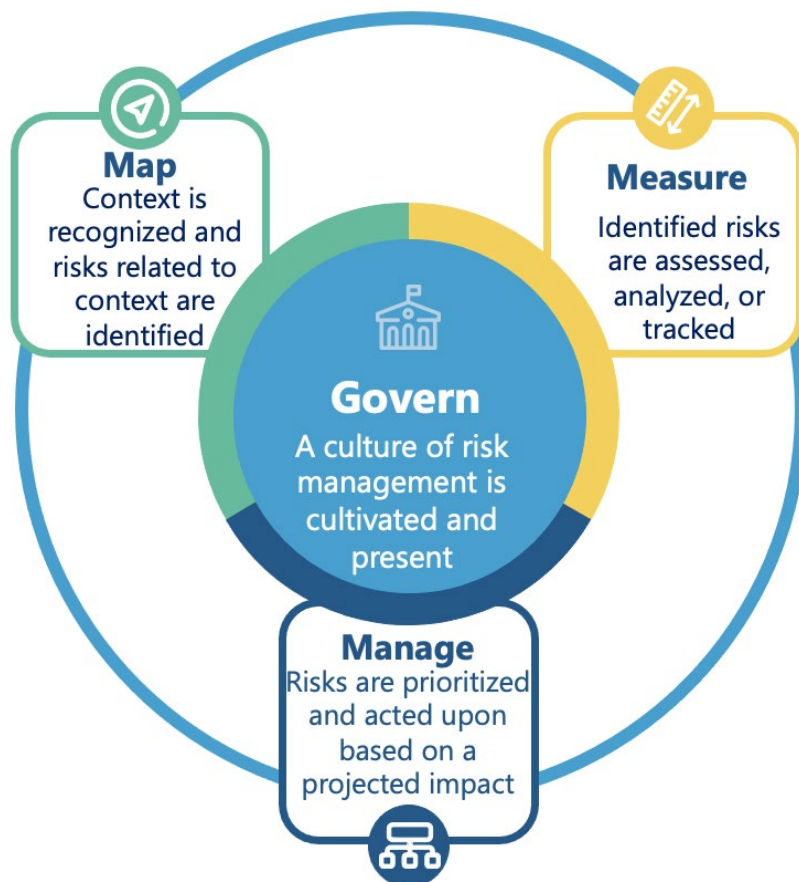 Map
Context is
recognized and
risks related to
context are
identified
Measure
Identified risks
are assessed,
analyzed, or
tracked
Govern
A culture of risk
management is
cultivated and
present
Manage
Risks are prioritized
and acted upon
based on a
projected impact